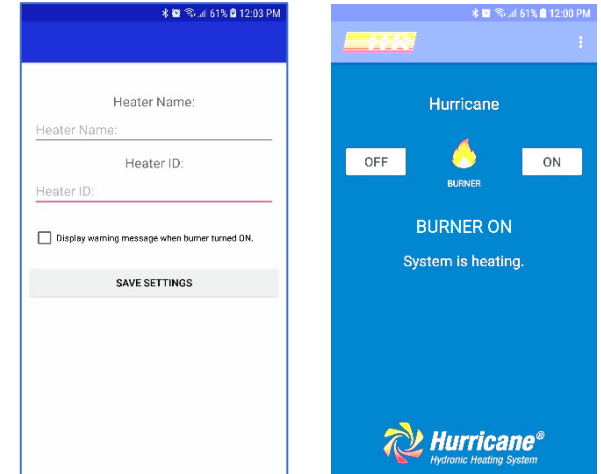 61% 12:03 PM
Heater Name:
Heater Name:
Heater ID:
Heater ID:
Display warning message when burner turned ON.
SAVE SETTINGS
61% 12:00 PM
Hurricane
OFF
BURNER
ON
BURNER ON
System is heating.
Hurricane®
Hydronic Heating System